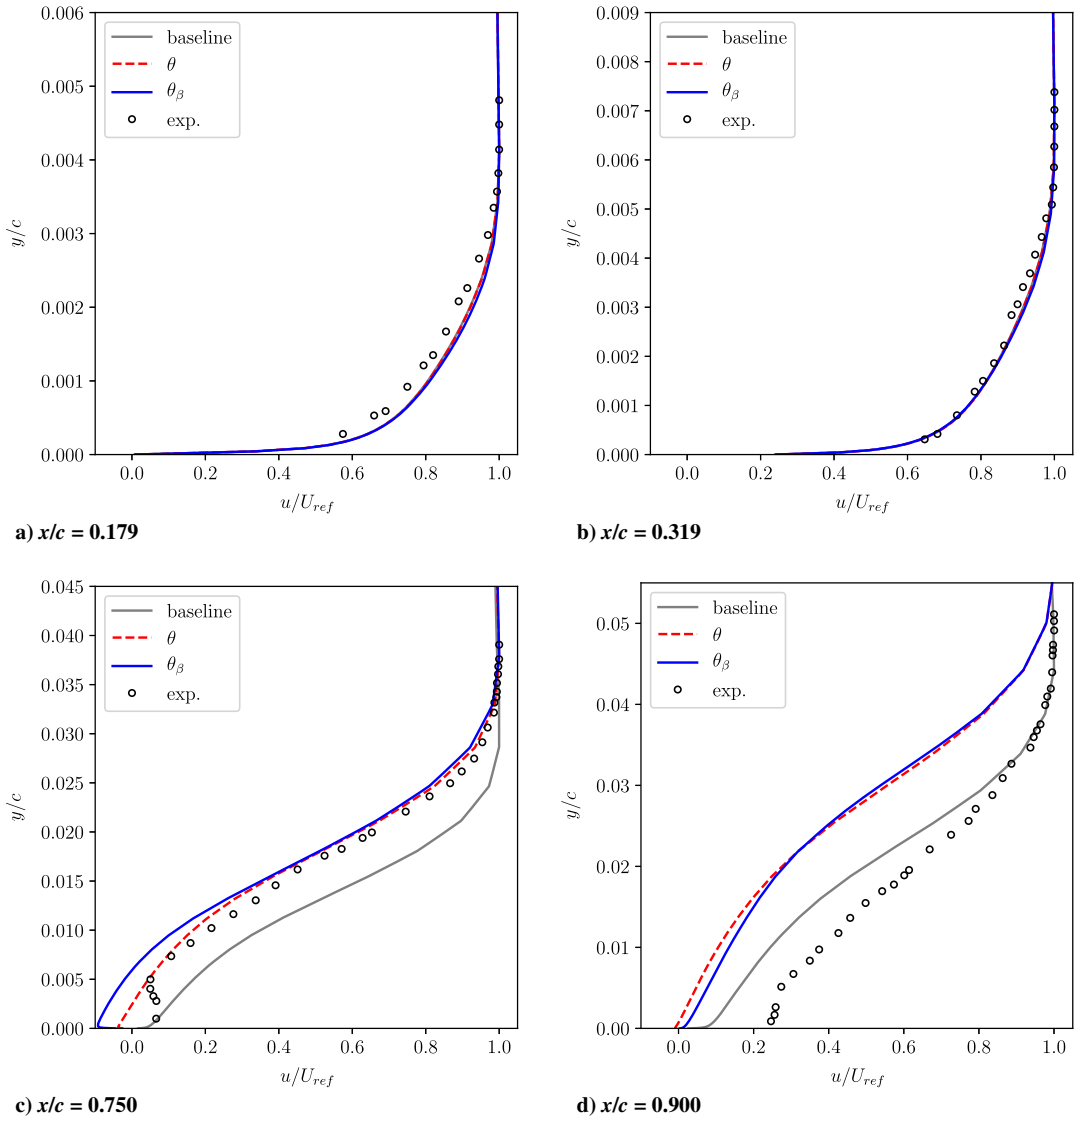 0.006
0.005
0.004
0.003
0.002
0.001
0.000
y/c
baseline
θ
θβ
exp.
0.0 0.2 0.4 0.6 0.8 1.0
u/Uref
a) x/c = 0.179
0.009
0.008
0.007
0.006
0.005
0.004
0.003
0.002
0.001
0.000
y/c
baseline
θ
θβ
exp.
0.0 0.2 0.4 0.6 0.8 1.0
u/Uref
b) x/c = 0.319
0.045
0.040
0.035
0.030
0.025
0.020
0.015
0.010
0.005
0.000
y/c
baseline
θ
θβ
exp.
0.0 0.2 0.4 0.6 0.8 1.0
u/Uref
c) x/c = 0.750
0.05
0.04
0.03
0.02
0.01
0.00
y/c
baseline
θ
θβ
exp.
0.0 0.2 0.4 0.6 0.8 1.0
u/Uref
d) x/c = 0.900